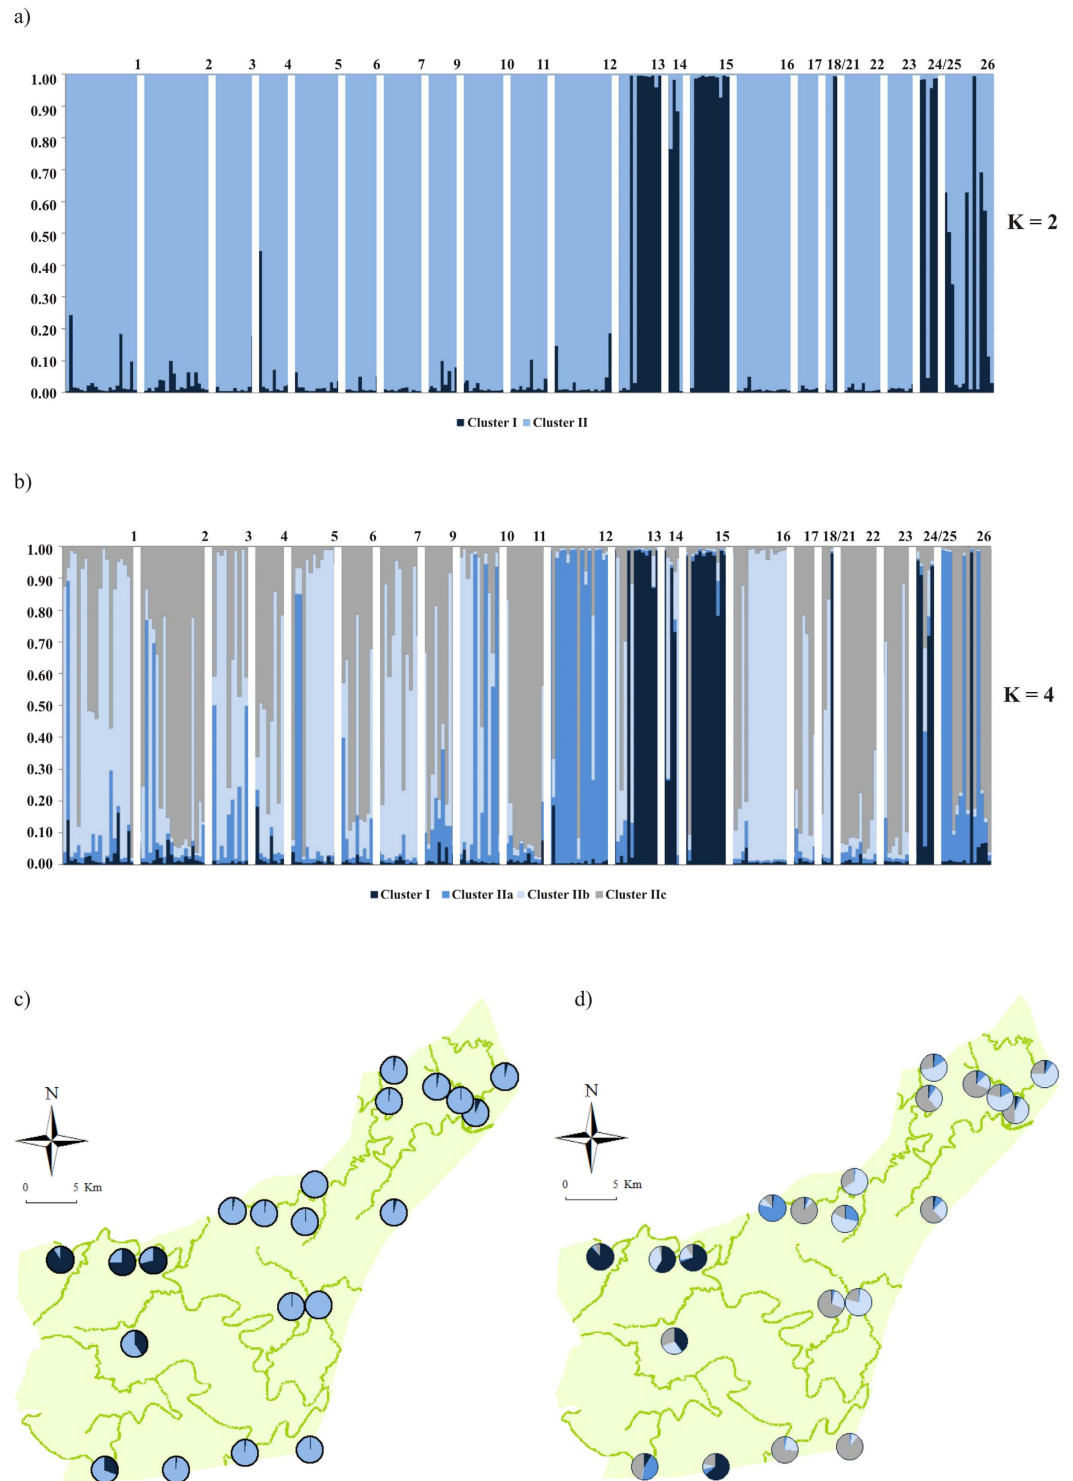 a)
1 2 3 4 5 6 7 9 10 11 12 13 14 15 16 17 18/21 22 23 24/25 26
1.00
0.90
0.80
0.70
0.60
0.50
0.40
0.30
0.20
0.10
0.00
K = 2
Cluster I Cluster II
b)
1 2 3 4 5 6 7 9 10 11 12 13 14 15 16 17 18/21 22 23 24/25 26
1.00
0.90
0.80
0.70
0.60
0.50
0.40
0.30
0.20
0.10
0.00
K = 4
Cluster I Cluster IIa Cluster IIb Cluster IIc
c)
N
0 5 Km
d)
N
0 5 Km